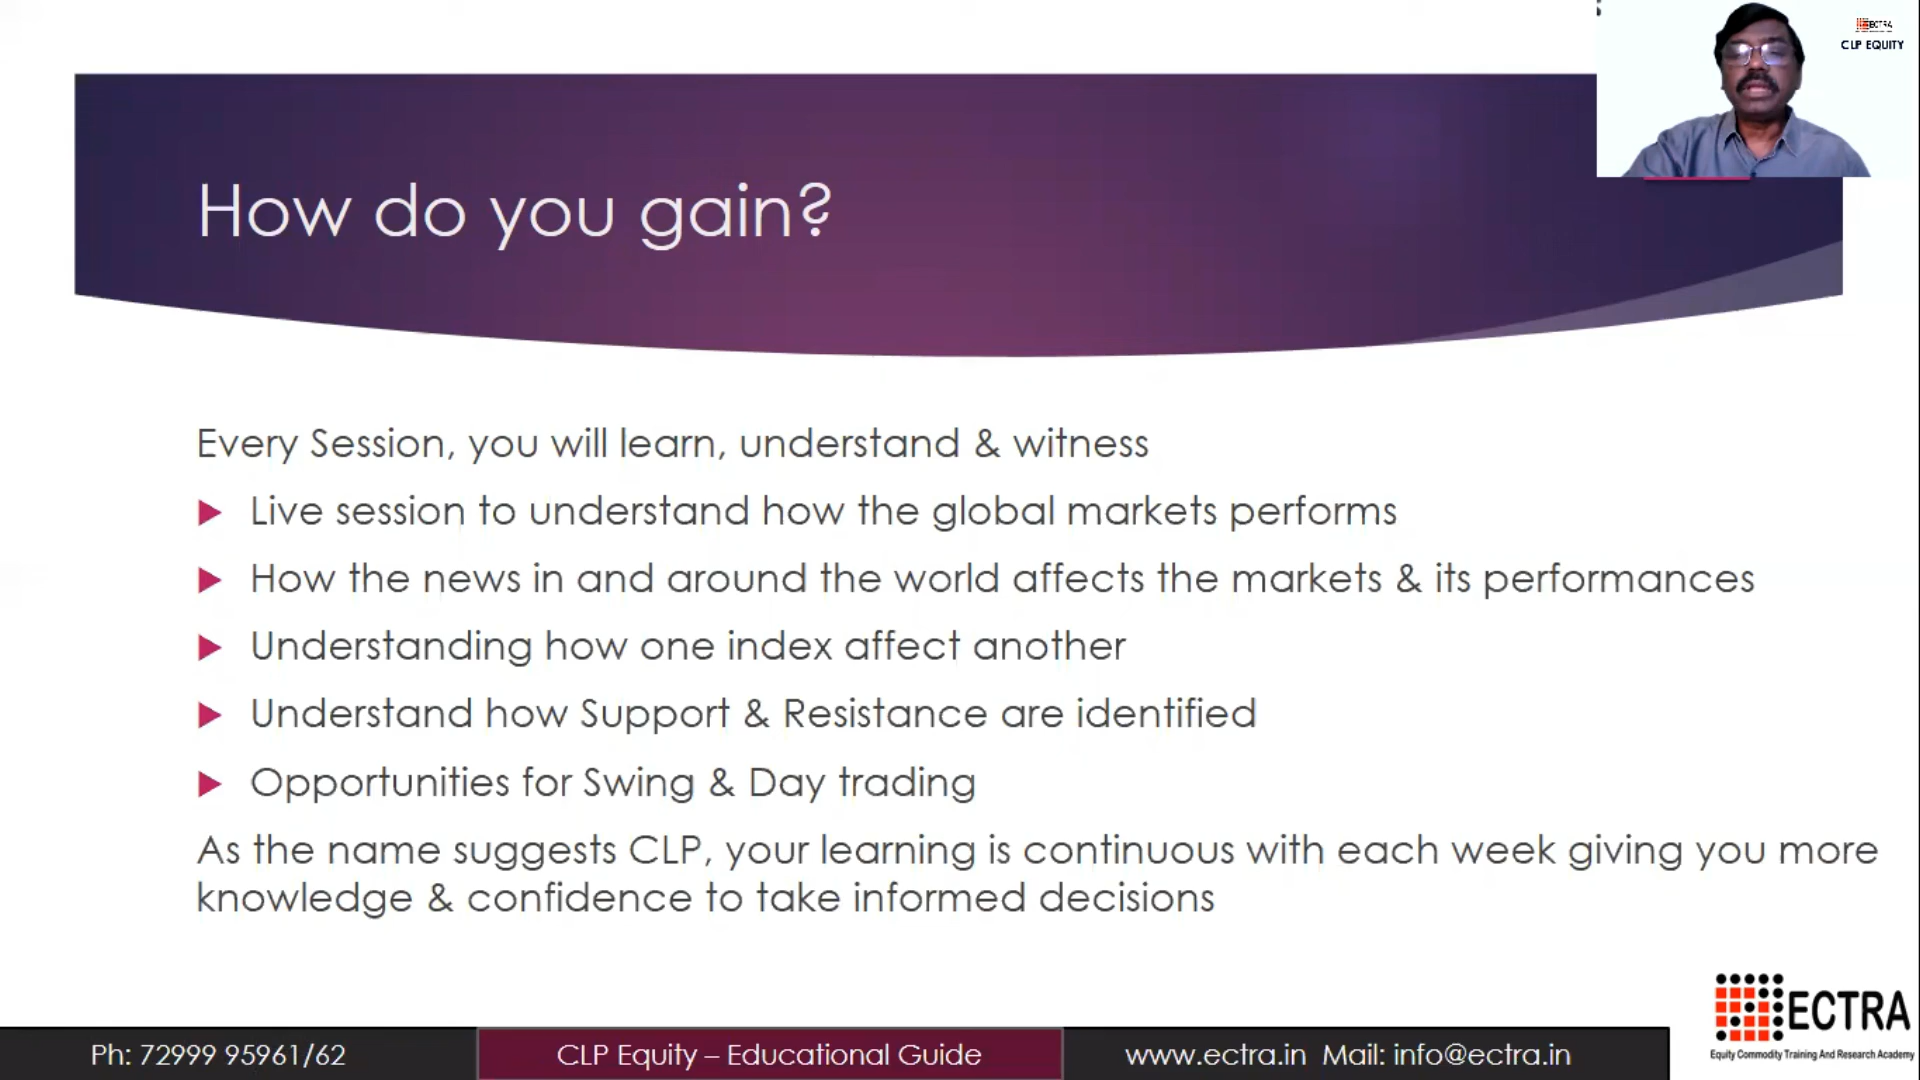 ECTRA
CLP EQUITY
How do you gain?
Every Session, you will learn, understand & witness
Live session to understand how the global markets performs
How the news in and around the world affects the markets & its performances
Understanding how one index affect another
Understand how Support & Resistance are identified
Opportunities for Swing & Day trading
As the name suggests CLP, your learning is continuous with each week giving you more
knowledge & confidence to take informed decisions
ECTRA
Equity Commodity Training And Research Academy
Ph: 72999 95961/62
CLP Equity – Educational Guide
www.ectra.in Mail: info@ectra.in